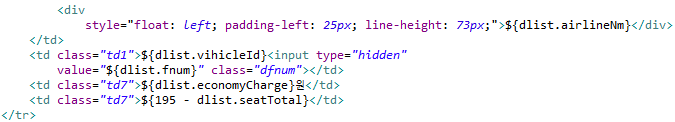 <div
style="float: left; padding-left: 25px; line-height: 73px;">${dlist.airlineNm}</div>
</td>
<td class="td1">${dlist.vihicleId}<input type="hidden"
value="${dlist.fnum}" class="dfnum"></td>
<td class="td7">${dlist.economyCharge}원</td>
<td class="td7">${195 - dlist.seatTotal}</td>
</tr>